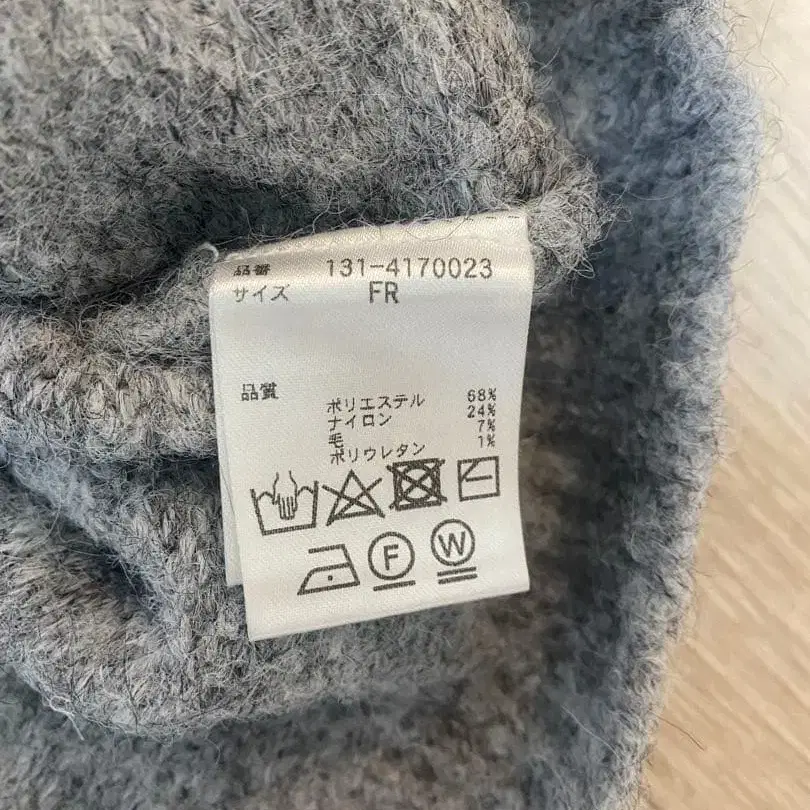 品番 131-4170023
サイズ FR
品質
ポリエステル 68%
ナイロン 24%
毛 7%
ポリウレタン 1%
F W